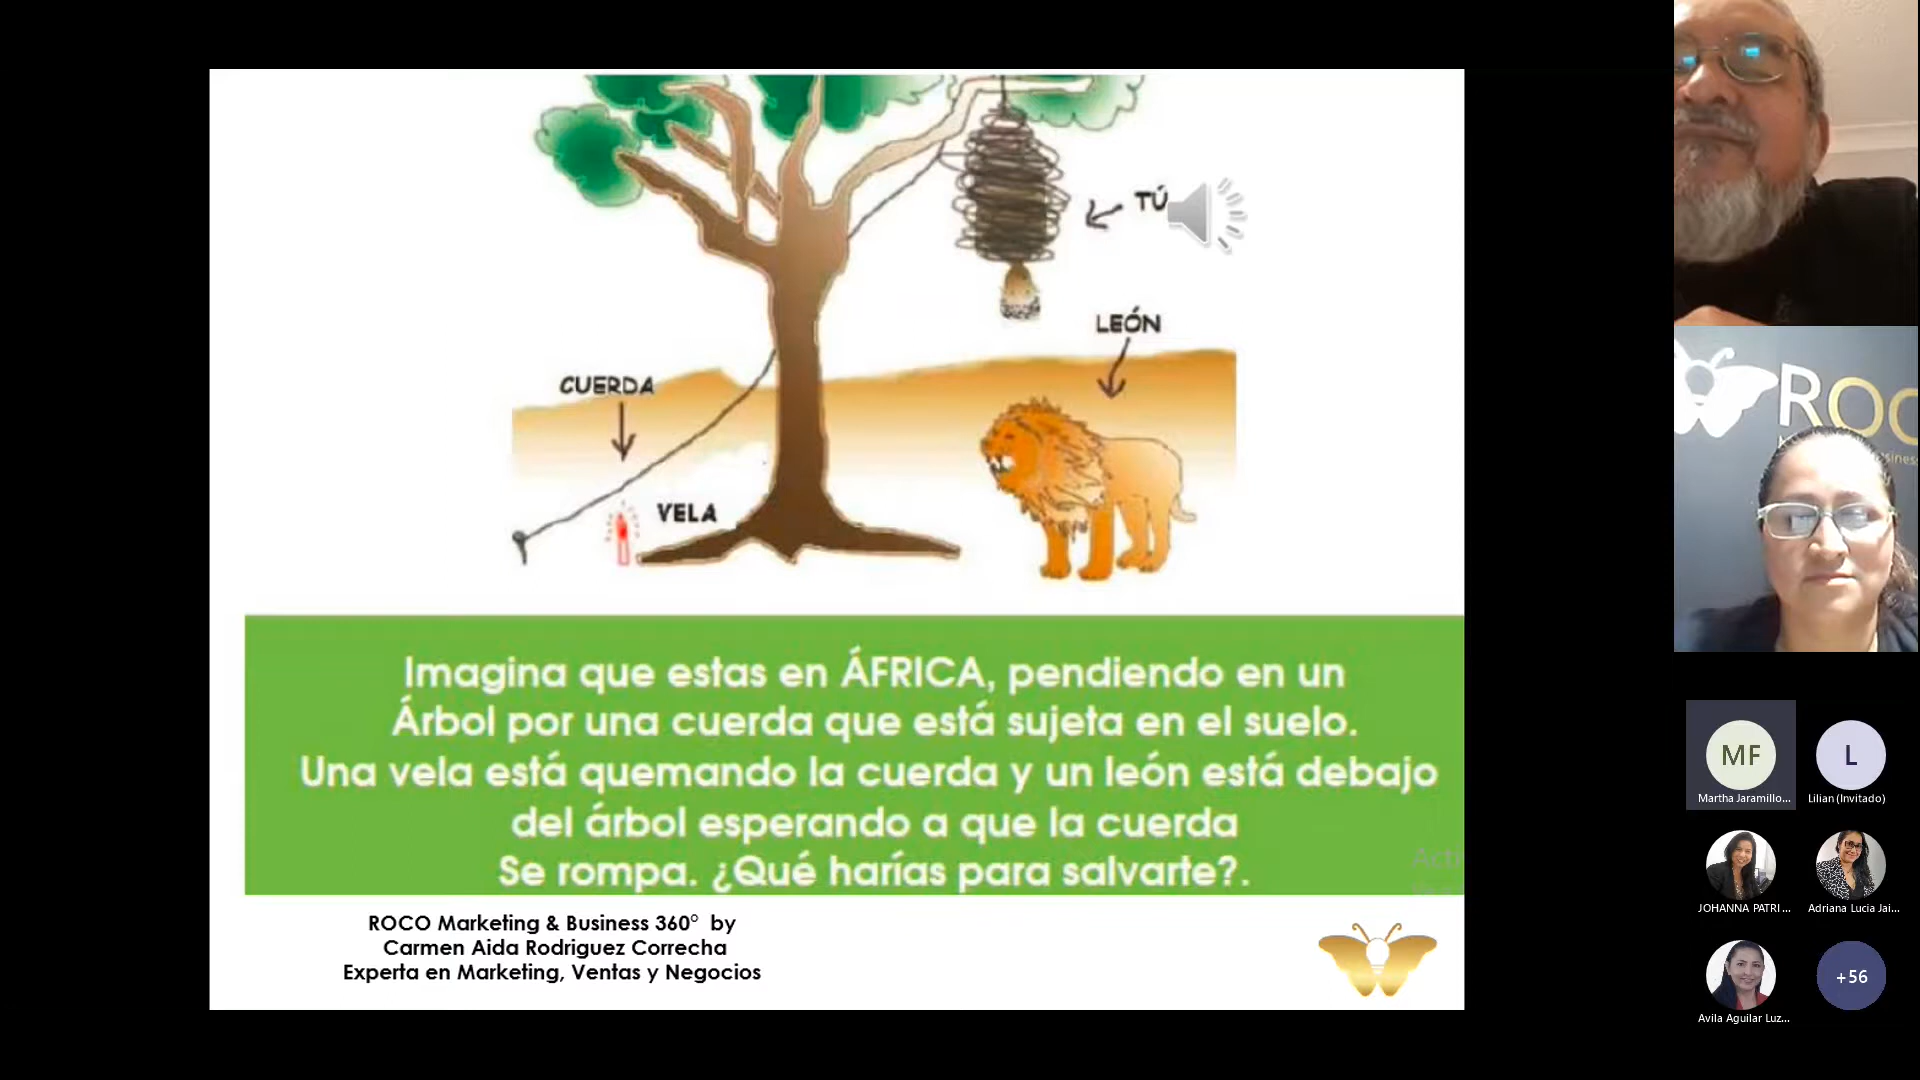 TÚ
LEÓN
CUERDA
VELA
Imagina que estas en ÁFRICA, pendiendo en un
Árbol por una cuerda que está sujeta en el suelo.
Una vela está quemando la cuerda y un león está debajo
del árbol esperando a que la cuerda
Se rompa. ¿Qué harías para salvarte?.
ROCO Marketing & Business 360° by
Carmen Aida Rodriguez Correcha
Experta en Marketing, Ventas y Negocios
Acti
ROC
MF
L
Martha Jaramillo...
Lilian (Invitado)
JOHANNA PATRI...
Adriana Lucia Jai...
+56
Avila Aguilar Luz...